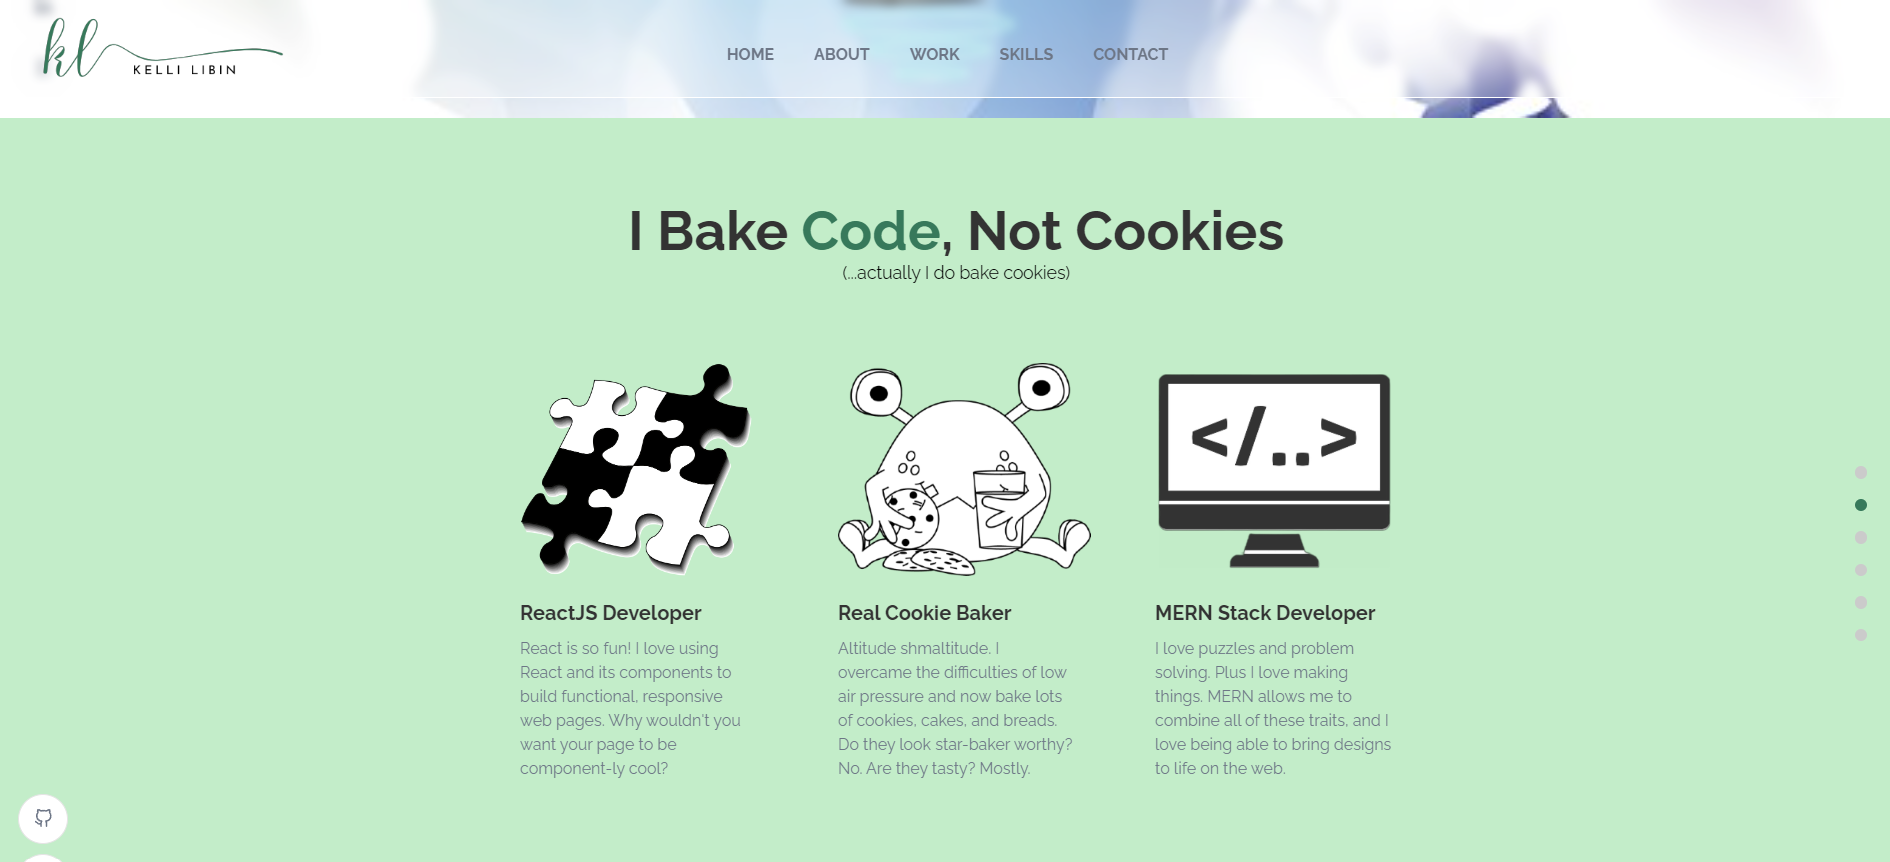 kl
KELLI LIBIN
HOME ABOUT WORK SKILLS CONTACT
I Bake Code, Not Cookies
(...actually I do bake cookies)
</..>
ReactJS Developer
React is so fun! I love using
React and its components to
build functional, responsive
web pages. Why wouldn't you
want your page to be
component-ly cool?
Real Cookie Baker
Altitude shmaltitude. I
overcame the difficulties of low
air pressure and now bake lots
of cookies, cakes, and breads.
Do they look star-baker worthy?
No. Are they tasty? Mostly.
MERN Stack Developer
I love puzzles and problem
solving. Plus I love making
things. MERN allows me to
combine all of these traits, and I
love being able to bring designs
to life on the web.